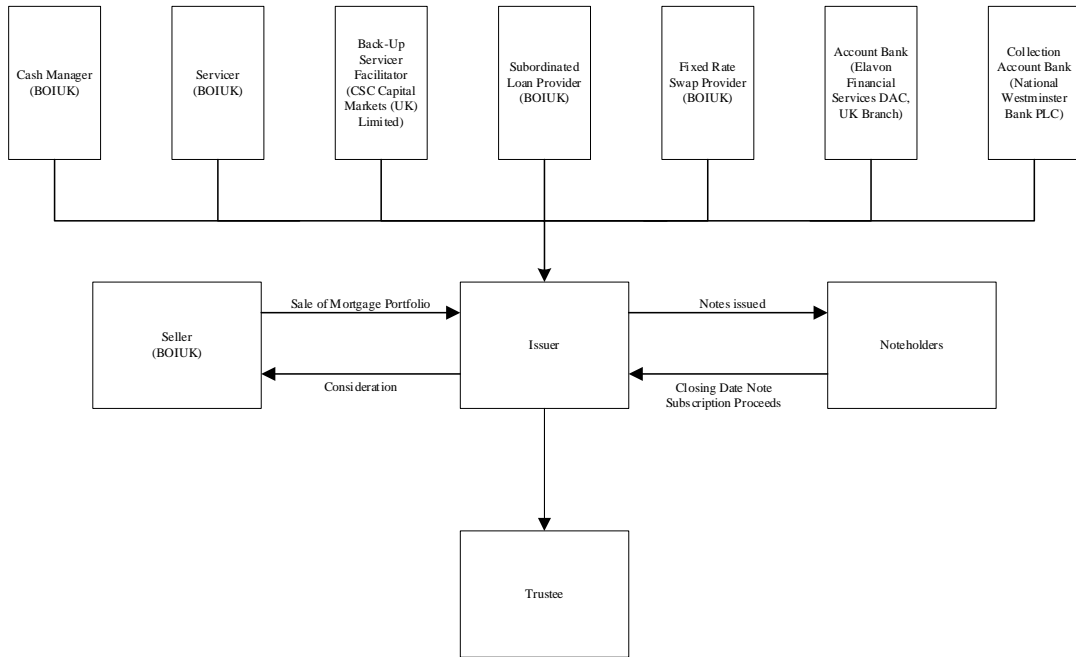 Cash Manager
(BOIUK)
Servicer
(BOIUK)
Back-Up
Servicer
Facilitator
(CSC Capital
Markets (UK)
Limited)
Subordinated
Loan Provider
(BOIUK)
Fixed Rate
Swap Provider
(BOIUK)
Account Bank
(Elavon
Financial
Services DAC,
UK Branch)
Collection
Account Bank
(National
Westminster
Bank PLC)
Seller
(BOIUK)
Sale of Mortgage Portfolio
Consideration
Issuer
Notes issued
Closing Date Note
Subscription Proceeds
Noteholders
Trustee